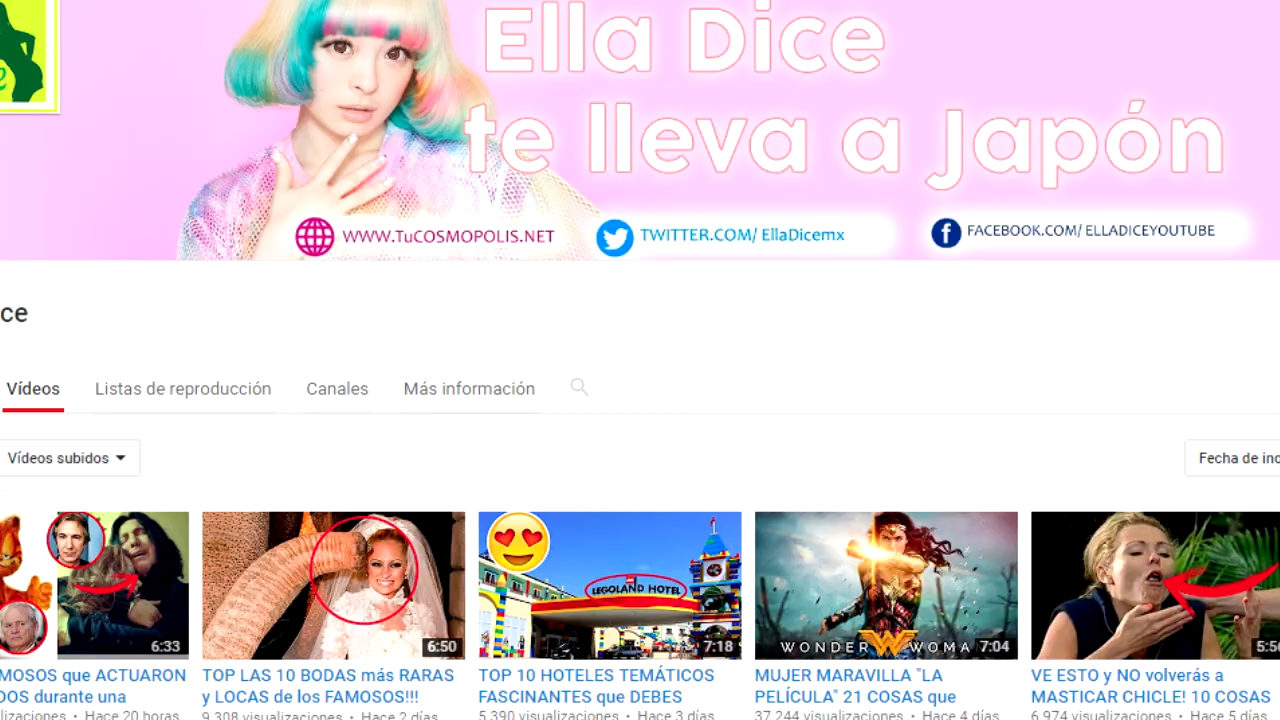 Ella Dice
te lleva a Japón
WWW.TuCOSMOPOLIS.NET
TWITTER.COM/ EllaDicemx
FACEBOOK.COM/ ELLADICEYOUTUBE
ce
Vídeos Listas de reproducción Canales Más información
Vídeos subidos
Fecha de inc
LEGOLAND HOTEL
WONDER WOMA
6:33
6:50
7:18
7:04
5:5
MOSOS que ACTUARON
DOS durante una
lizaciones • Hace 20 horas
TOP LAS 10 BODAS más RARAS
y LOCAS de los FAMOSOS!!!
9.308 visualizaciones • Hace 2 días
TOP 10 HOTELES TEMÁTICOS
FASCINANTES que DEBES
5.390 visualizaciones • Hace 3 días
MUJER MARAVILLA "LA
PELÍCULA" 21 COSAS que
37.244 visualizaciones • Hace 4 días
VE ESTO y NO volverás a
MASTICAR CHICLE! 10 COSAS
6.974 visualizaciones • Hace 5 días